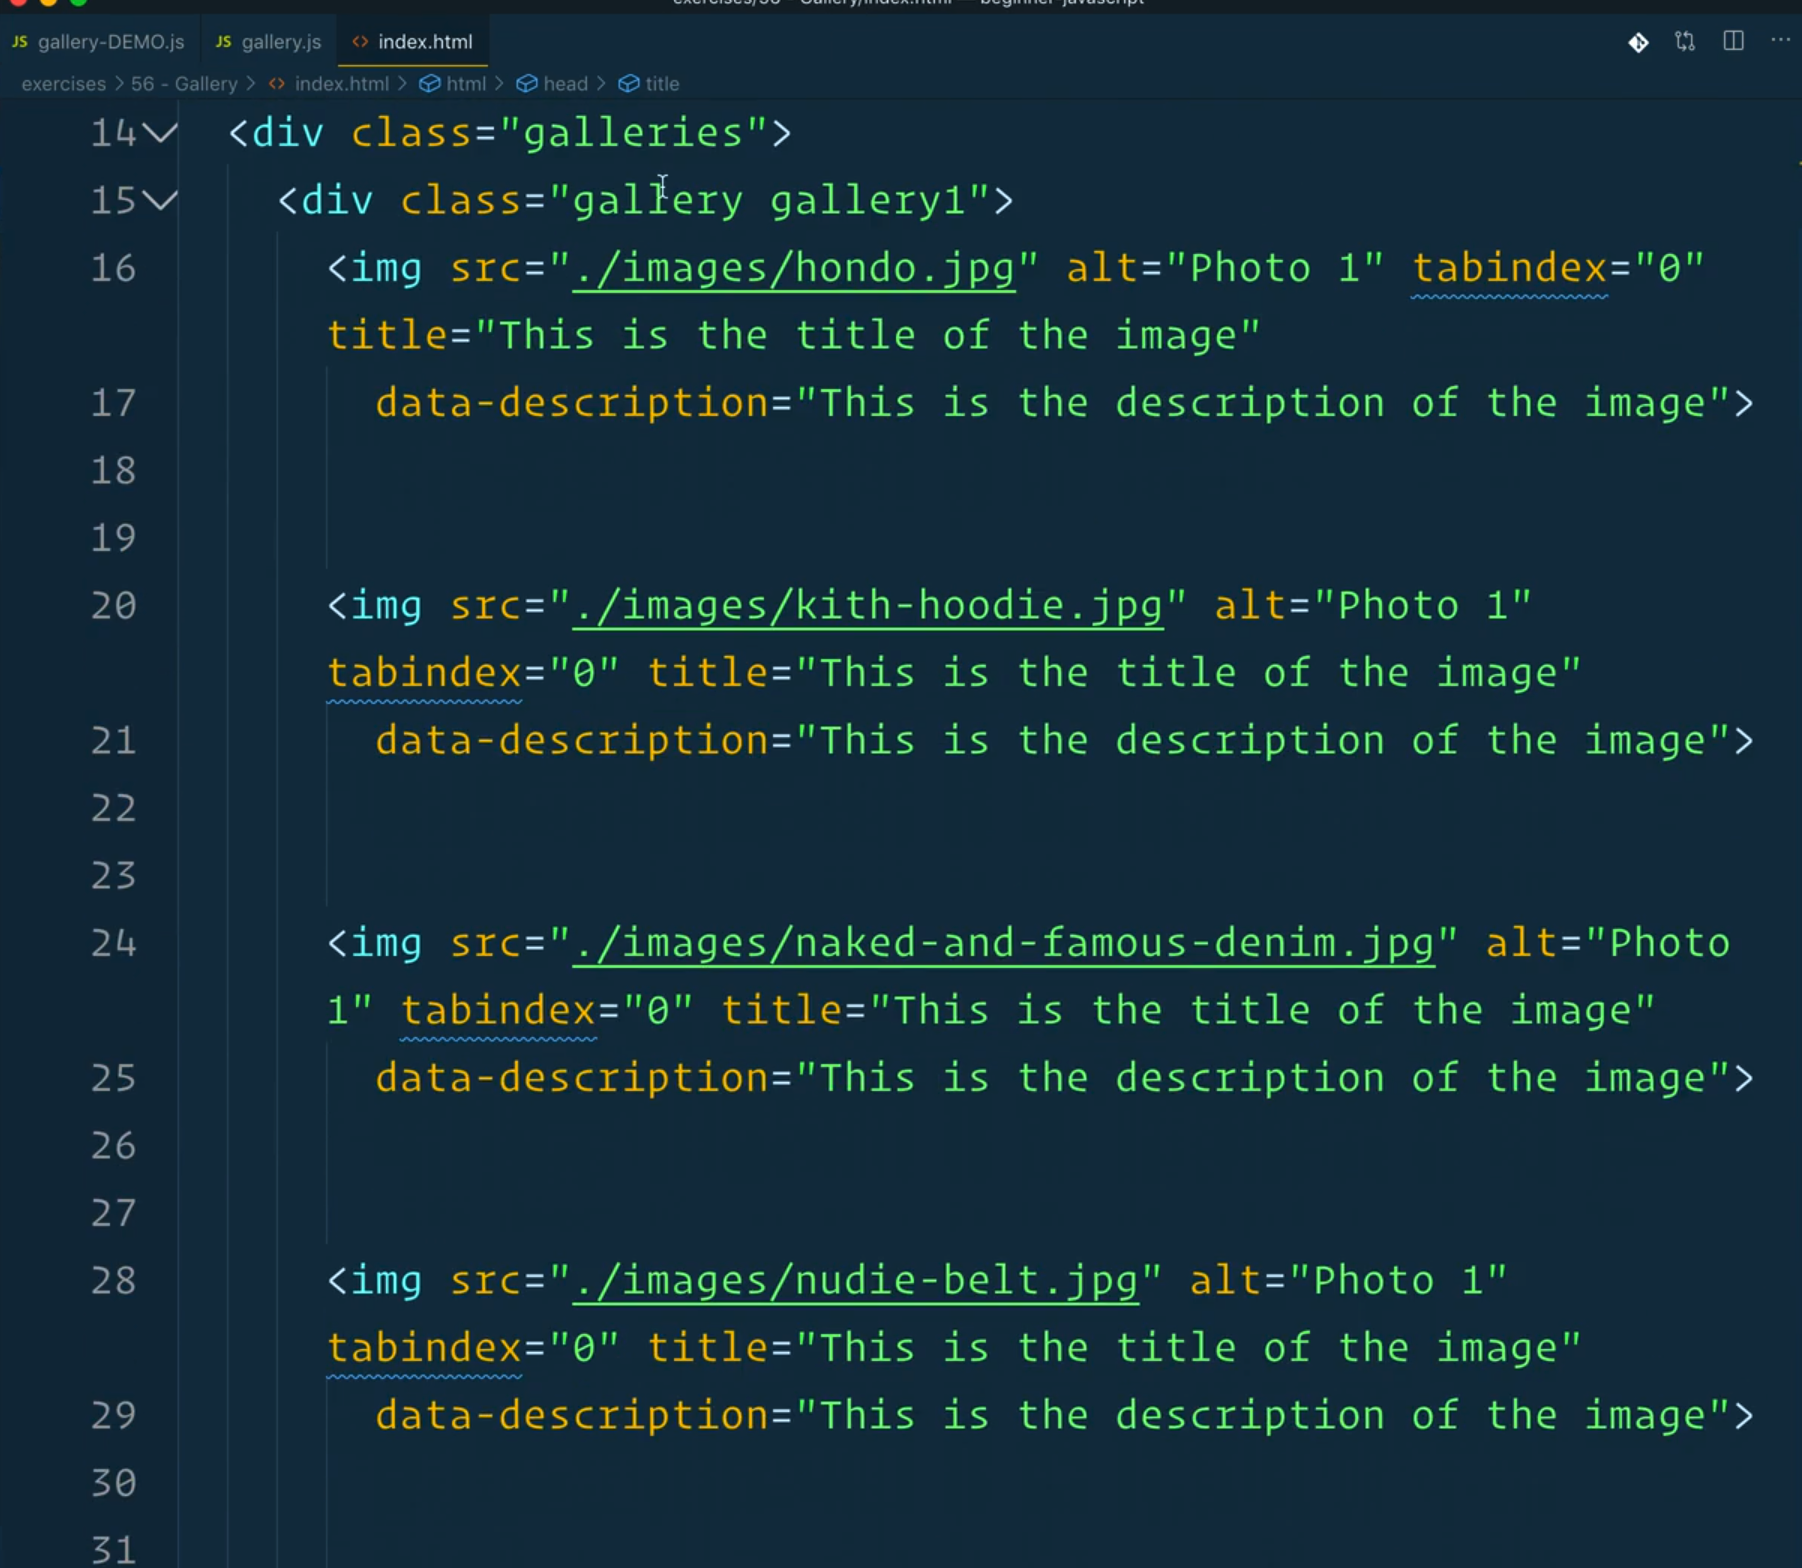 exercises/56 - Gallery/index.html — beginner-javascript
JS gallery-DEMO.js JS gallery.js <> index.html ...
exercises > 56 - Gallery > <> index.html > html > head > title
14 <div class="galleries">
15 <div class="gallery gallery1">
16 <img src="./images/hondo.jpg" alt="Photo 1" tabindex="0"
title="This is the title of the image"
17 data-description="This is the description of the image">
18
19
20 <img src="./images/kith-hoodie.jpg" alt="Photo 1"
tabindex="0" title="This is the title of the image"
21 data-description="This is the description of the image">
22
23
24 <img src="./images/naked-and-famous-denim.jpg" alt="Photo
1" tabindex="0" title="This is the title of the image"
25 data-description="This is the description of the image">
26
27
28 <img src="./images/nudie-belt.jpg" alt="Photo 1"
tabindex="0" title="This is the title of the image"
29 data-description="This is the description of the image">
30
31